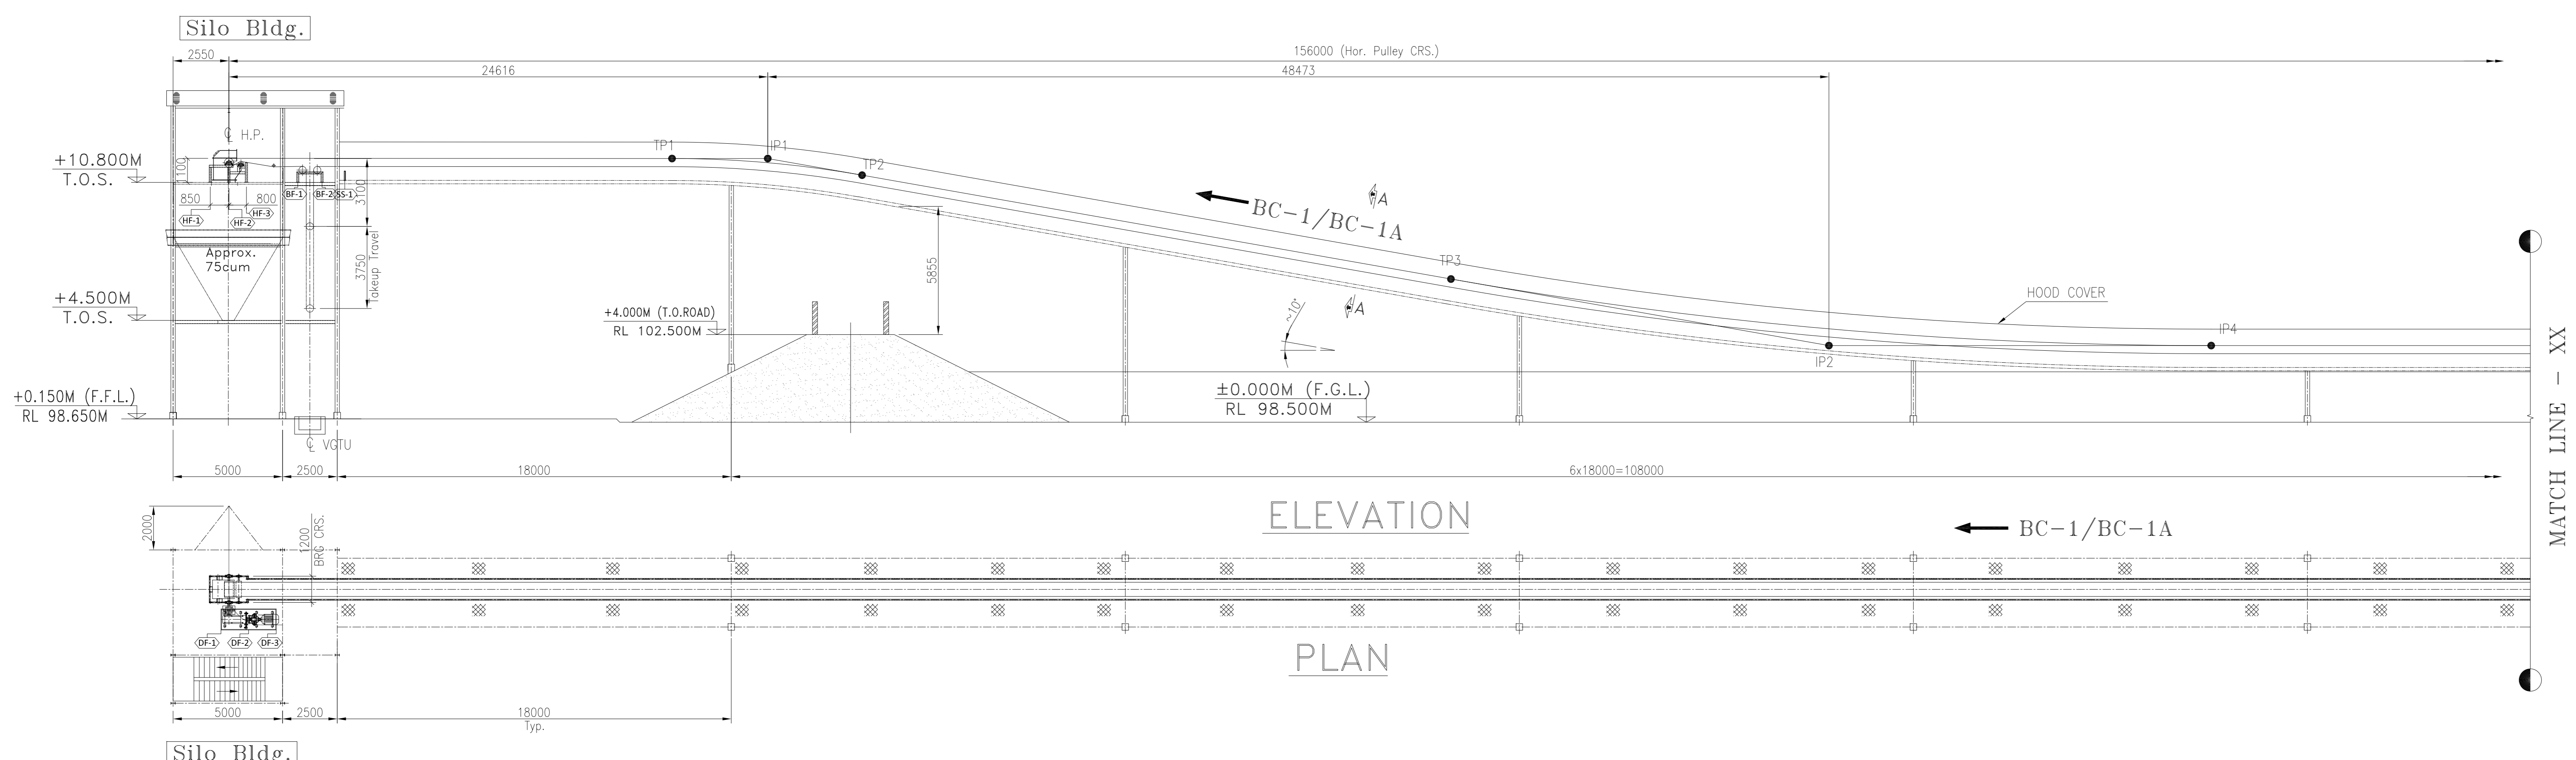 Silo Bldg.
2550
156000 (Hor. Pulley CRS.)
24616
48473
℄ H.P.
TP1
IP1
TP2
+10.800M
T.O.S.
1100
3100
BF-1
BF-2
SS-1
850
800
HF-1
HF-2
HF-3
A
BC-1/BC-1A
Approx.
75cum
3750
Takeup Travel
5855
TP3
+4.500M
T.O.S.
+4.000M (T.O.ROAD)
RL 102.500M
~10°
A
HOOD COVER
IP4
IP2
+0.150M (F.F.L.)
RL 98.650M
±0.000M (F.G.L.)
RL 98.500M
℄ VGTU
5000
2500
18000
6x18000=108000
ELEVATION
MATCH LINE - XX
2000
1200
BRG CRS.
BC-1/BC-1A
DF-1
DF-2
DF-3
PLAN
5000
2500
18000
Typ.
Silo Bldg.